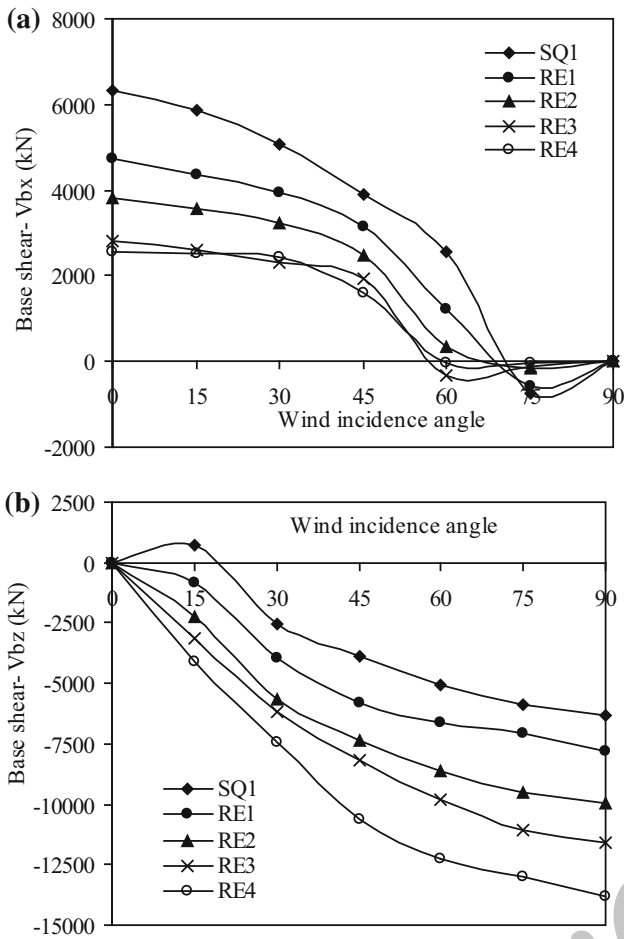 (a)
8000
6000
4000
2000
0
-2000
Base shear- Vbx (kN)
SQ1
RE1
RE2
RE3
RE4
0 15 30 45 60 75 90
Wind incidence angle
(b)
2500
0
-2500
-5000
-7500
-10000
-12500
-15000
Base shear- Vbz (kN)
Wind incidence angle
0 15 30 45 60 75 90
SQ1
RE1
RE2
RE3
RE4